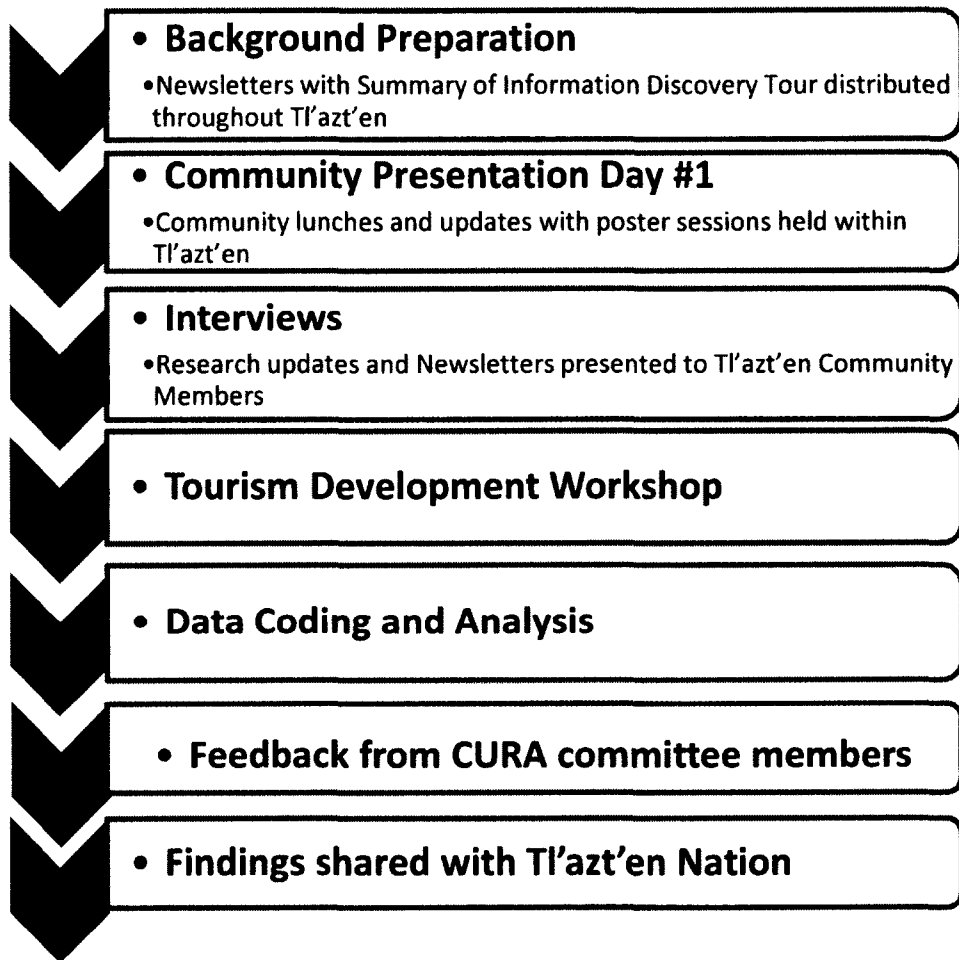 • Background Preparation
•Newsletters with Summary of Information Discovery Tour distributed
throughout Tl'azt'en
• Community Presentation Day #1
•Community lunches and updates with poster sessions held within
Tl'azt'en
• Interviews
•Research updates and Newsletters presented to Tl'azt'en Community
Members
• Tourism Development Workshop
• Data Coding and Analysis
• Feedback from CURA committee members
• Findings shared with Tl'azt'en Nation